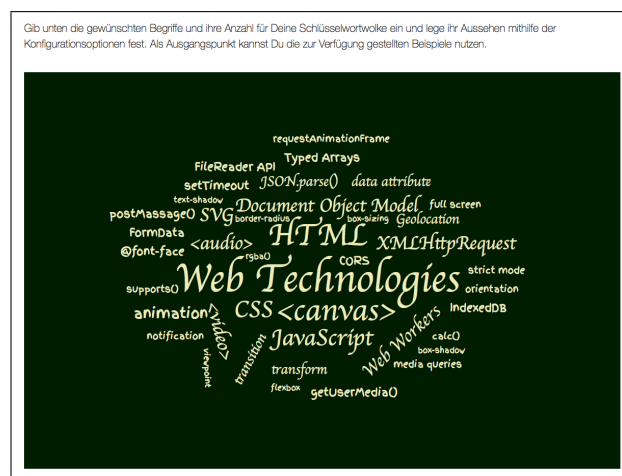 Gib unten die gewünschten Begriffe und ihre Anzahl für Deine Schlüsselwortwolke ein und lege ihr Aussehen mithilfe der
Konfigurationsoptionen fest. Als Ausgangspunkt kannst Du die zur Verfügung gestellten Beispiele nutzen.
requestAnimationFrame
Typed Arrays
FileReader API
setTimeout
JSON.parse()
data attribute
text-shadow
Document Object Model
full screen
postMessage()
SVG
border-radius
box-sizing
Geolocation
FormData
HTML
@font-face
<audio>
XMLHttpRequest
rgba()
CORS
Web Technologies
strict mode
supports()
orientation
animation
<video>
CSS
<canvas>
IndexedDB
notification
JavaScript
Web Workers
calc()
box-shadow
viewpoint
transition
transform
media queries
flexbox
getUserMedia()